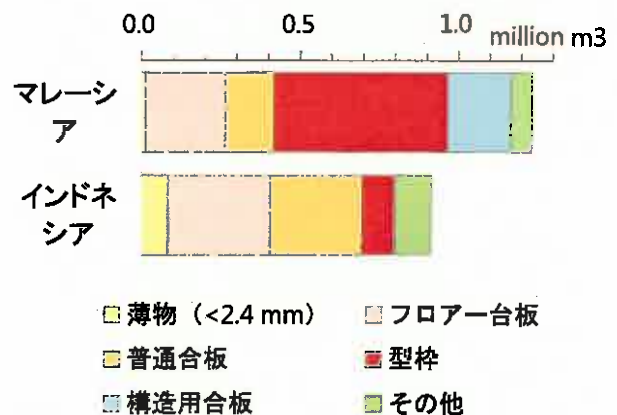 0.0 0.5 1.0 million m3
マレーシ
ア
インドネ
シア
薄物（<2.4 mm） フロアー台板
普通合板 型枠
構造用合板 その他